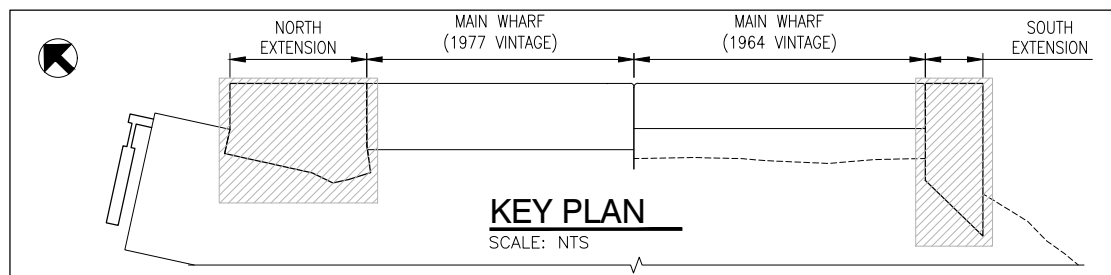 NORTH
EXTENSION
MAIN WHARF
(1977 VINTAGE)
MAIN WHARF
(1964 VINTAGE)
SOUTH
EXTENSION
KEY PLAN
SCALE: NTS